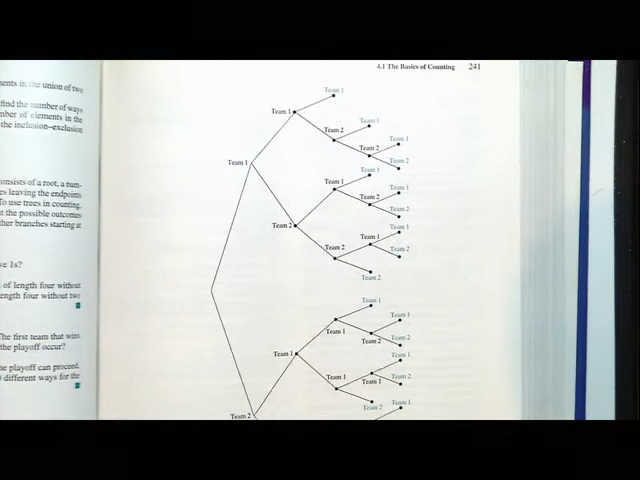 4.1 The Basics of Counting 241
ments in the union of two
find the number of ways
mber of elements in the
the inclusion–exclusion
consists of a root, a num-
es leaving the endpoints
To use trees in counting,
the possible outcomes
ther branches starting at
ve 1s?
of length four without
ength four without two
The first team that wins
the playoff occur?
he playoff can proceed.
different ways for the
Team 1
Team 1
Team 1
Team 2
Team 1
Team 2
Team 1
Team 2
Team 1
Team 1
Team 1
Team 2
Team 2
Team 2
Team 1
Team 1
Team 2
Team 2
Team 2
Team 1
Team 1
Team 1
Team 2
Team 2
Team 1
Team 1
Team 1
Team 1
Team 2
Team 2
Team 1
Team 2